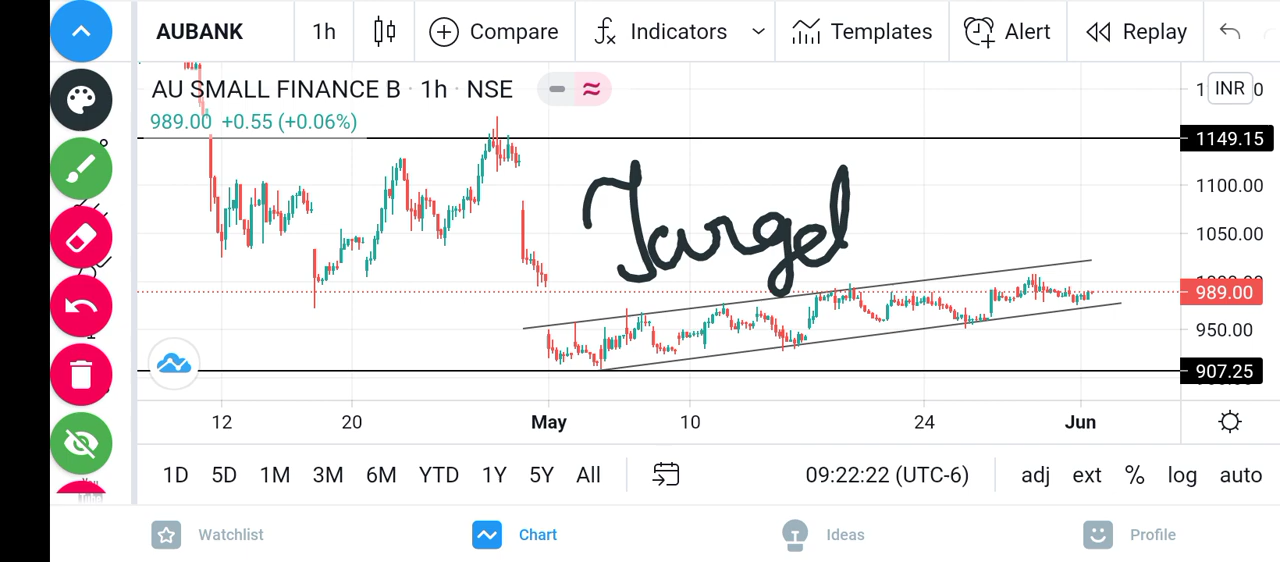 AUBANK 1h Compare Indicators Templates Alert Replay
AU SMALL FINANCE B · 1h · NSE
INR
989.00 +0.55 (+0.06%)
1149.15
Targel
1100.00
1050.00
989.00
950.00
907.25
12 20 May 10 24 Jun
1D 5D 1M 3M 6M YTD 1Y 5Y All 09:22:22 (UTC-6) adj ext % log auto
Watchlist Chart Ideas Profile